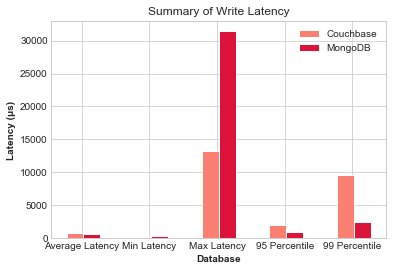 Summary of Write Latency
Couchbase
MongoDB
30000
25000
20000
15000
10000
5000
0
Latency (µs)
Average Latency Min Latency Max Latency 95 Percentile 99 Percentile
Database